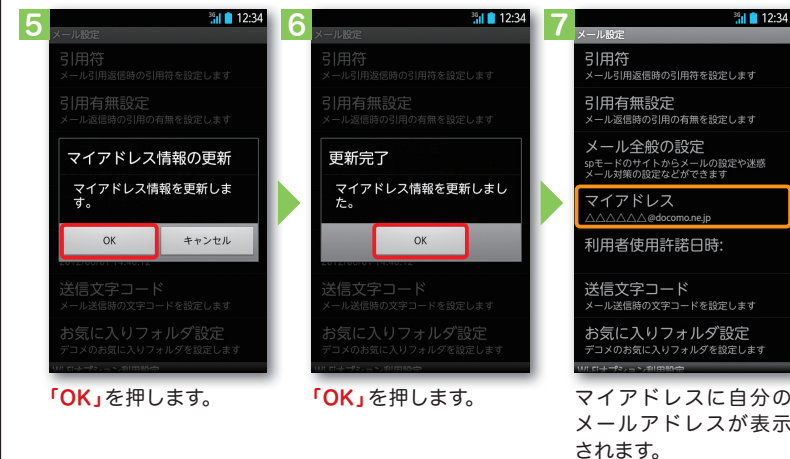 5
3G 12:34
メール設定
引用符
メール引用返信時の引用符を設定します
引用有無設定
メール返信時の引用の有無を設定します
マイアドレス情報の更新
マイアドレス情報を更新しま
す。
OK
キャンセル
送信文字コード
メール送信時の文字コードを設定します
お気に入りフォルダ設定
デコメのお気に入りフォルダを設定します
「OK」を押します。
6
3G 12:34
メール設定
引用符
メール引用返信時の引用符を設定します
引用有無設定
メール返信時の引用の有無を設定します
更新完了
マイアドレス情報を更新しまし
た。
OK
送信文字コード
メール送信時の文字コードを設定します
お気に入りフォルダ設定
デコメのお気に入りフォルダを設定します
「OK」を押します。
7
3G 12:34
メール設定
引用符
メール引用返信時の引用符を設定します
引用有無設定
メール返信時の引用の有無を設定します
メール全般の設定
spモードのサイトからメールの設定や迷惑
メール対策の設定などができます
マイアドレス
△△△△△△@docomo.ne.jp
利用者使用許諾日時:
送信文字コード
メール送信時の文字コードを設定します
お気に入りフォルダ設定
デコメのお気に入りフォルダを設定します
マイアドレスに自分の
メールアドレスが表示
されます。